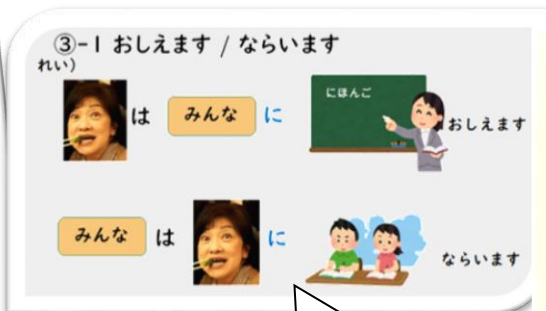 ③-1 おしえます / ならいます
れい)
は みんな に にほんご おしえます
みんな は に ならいます